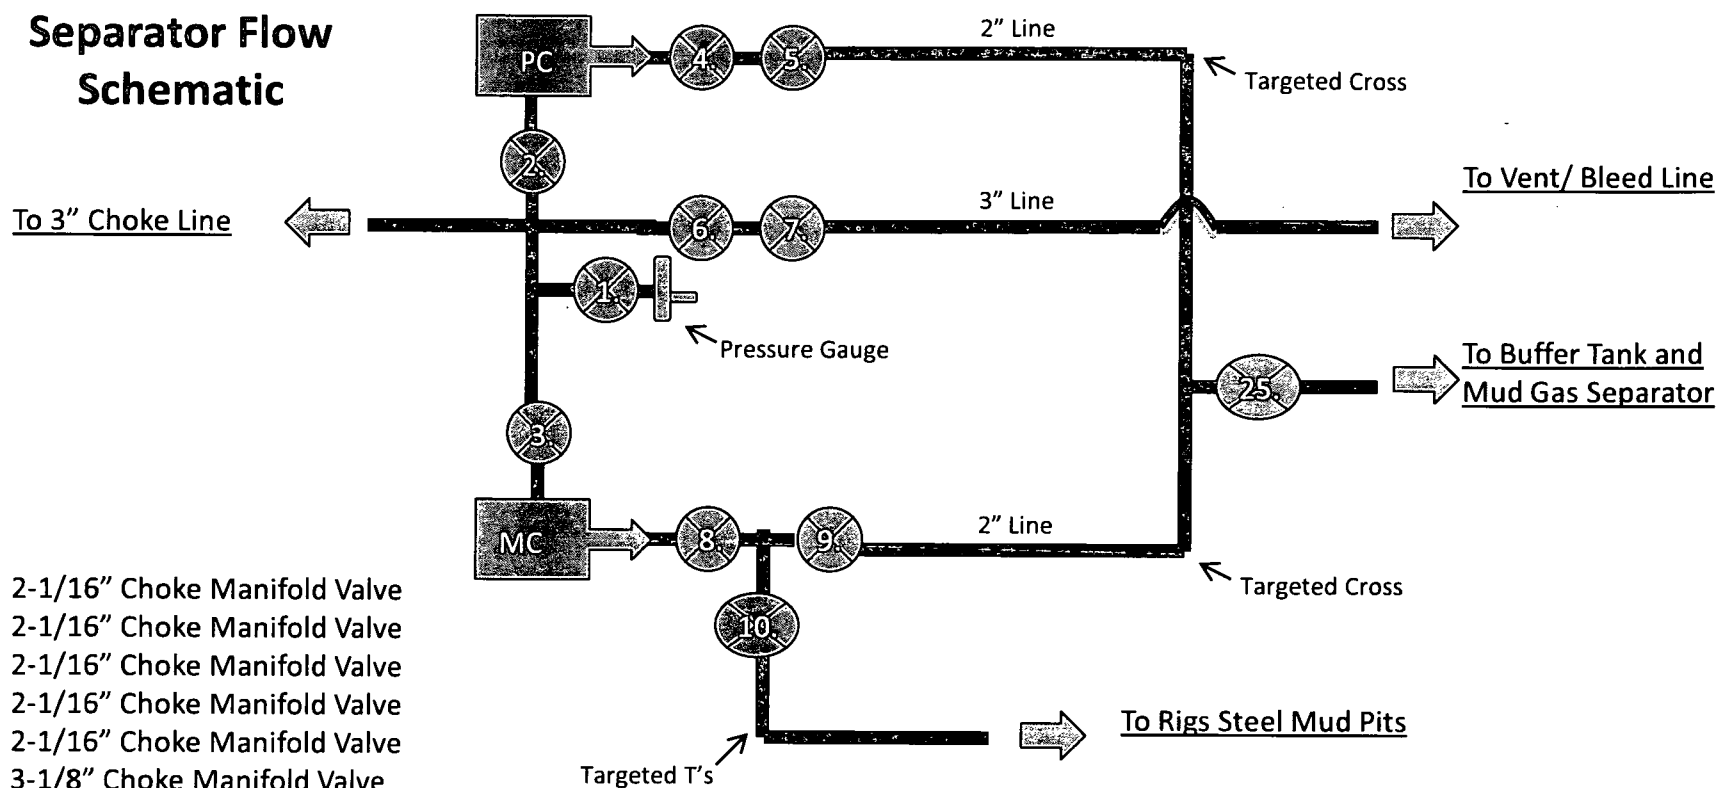 Separator Flow
Schematic
PC
4.
5.
2” Line
Targeted Cross
2.
To Vent/ Bleed Line
To 3” Choke Line
6.
7.
3” Line
1.
Pressure Gauge
To Buffer Tank and
Mud Gas Separator
25.
3.
MC
8.
9.
2” Line
Targeted Cross
10.
2-1/16” Choke Manifold Valve
2-1/16” Choke Manifold Valve
2-1/16” Choke Manifold Valve
2-1/16” Choke Manifold Valve
2-1/16” Choke Manifold Valve
3-1/8” Choke Manifold Valve
To Rigs Steel Mud Pits
Targeted T’s